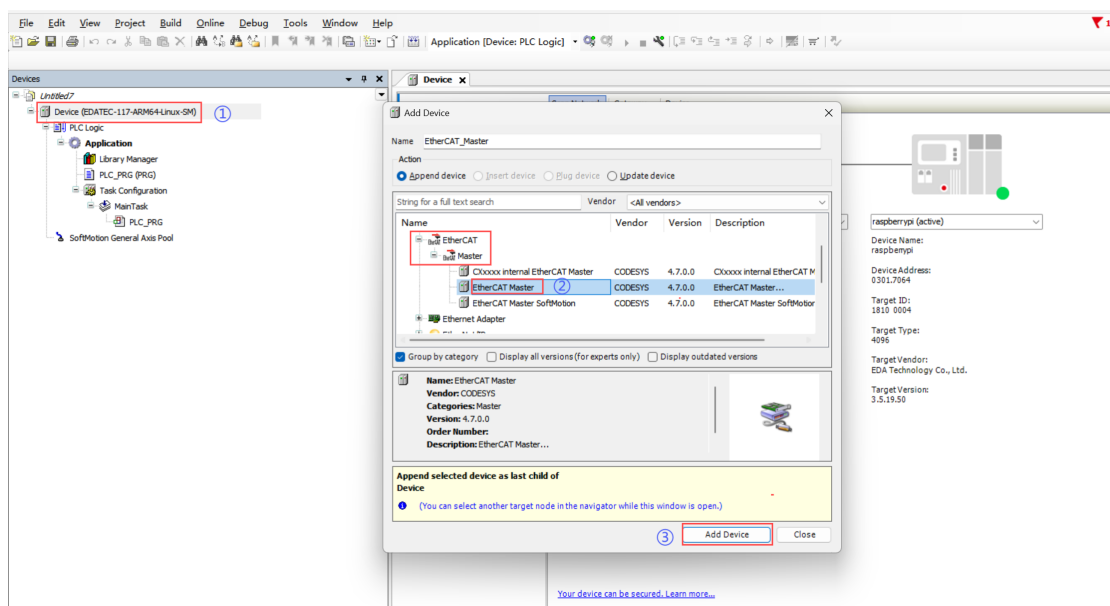 File Edit View Project Build Online Debug Tools Window Help
1
Application [Device: PLC Logic]
Devices
Device
Untitled7
Device (EDATEC-117-ARM64-Linux-SM)
①
PLC Logic
Application
Library Manager
PLC_PRG (PRG)
Task Configuration
MainTask
PLC_PRG
SoftMotion General Axis Pool
Add Device
Name EtherCAT_Master
Action
Append device Insert device Plug device Update device
String for a full text search Vendor <All vendors>
Name Vendor Version Description
EtherCAT
Master
CXxxxx internal EtherCAT Master CODESYS 4.7.0.0 CXxxxx internal EtherCAT M
EtherCAT Master ② CODESYS 4.7.0.0 EtherCAT Master...
EtherCAT Master SoftMotion CODESYS 4.7.0.0 EtherCAT Master SoftMotion
Ethernet Adapter
Group by category Display all versions (for experts only) Display outdated versions
Name: EtherCAT Master
Vendor: CODESYS
Categories: Master
Version: 4.7.0.0
Order Number:
Description: EtherCAT Master...
Append selected device as last child of
Device
(You can select another target node in the navigator while this window is open.)
③ Add Device Close
raspberrypi (active)
Device Name:
raspberrypi
Device Address:
0301.7064
Target ID:
1810 0004
Target Type:
4096
Target Vendor:
EDA Technology Co., Ltd.
Target Version:
3.5.19.50
Your device can be secured. Learn more...